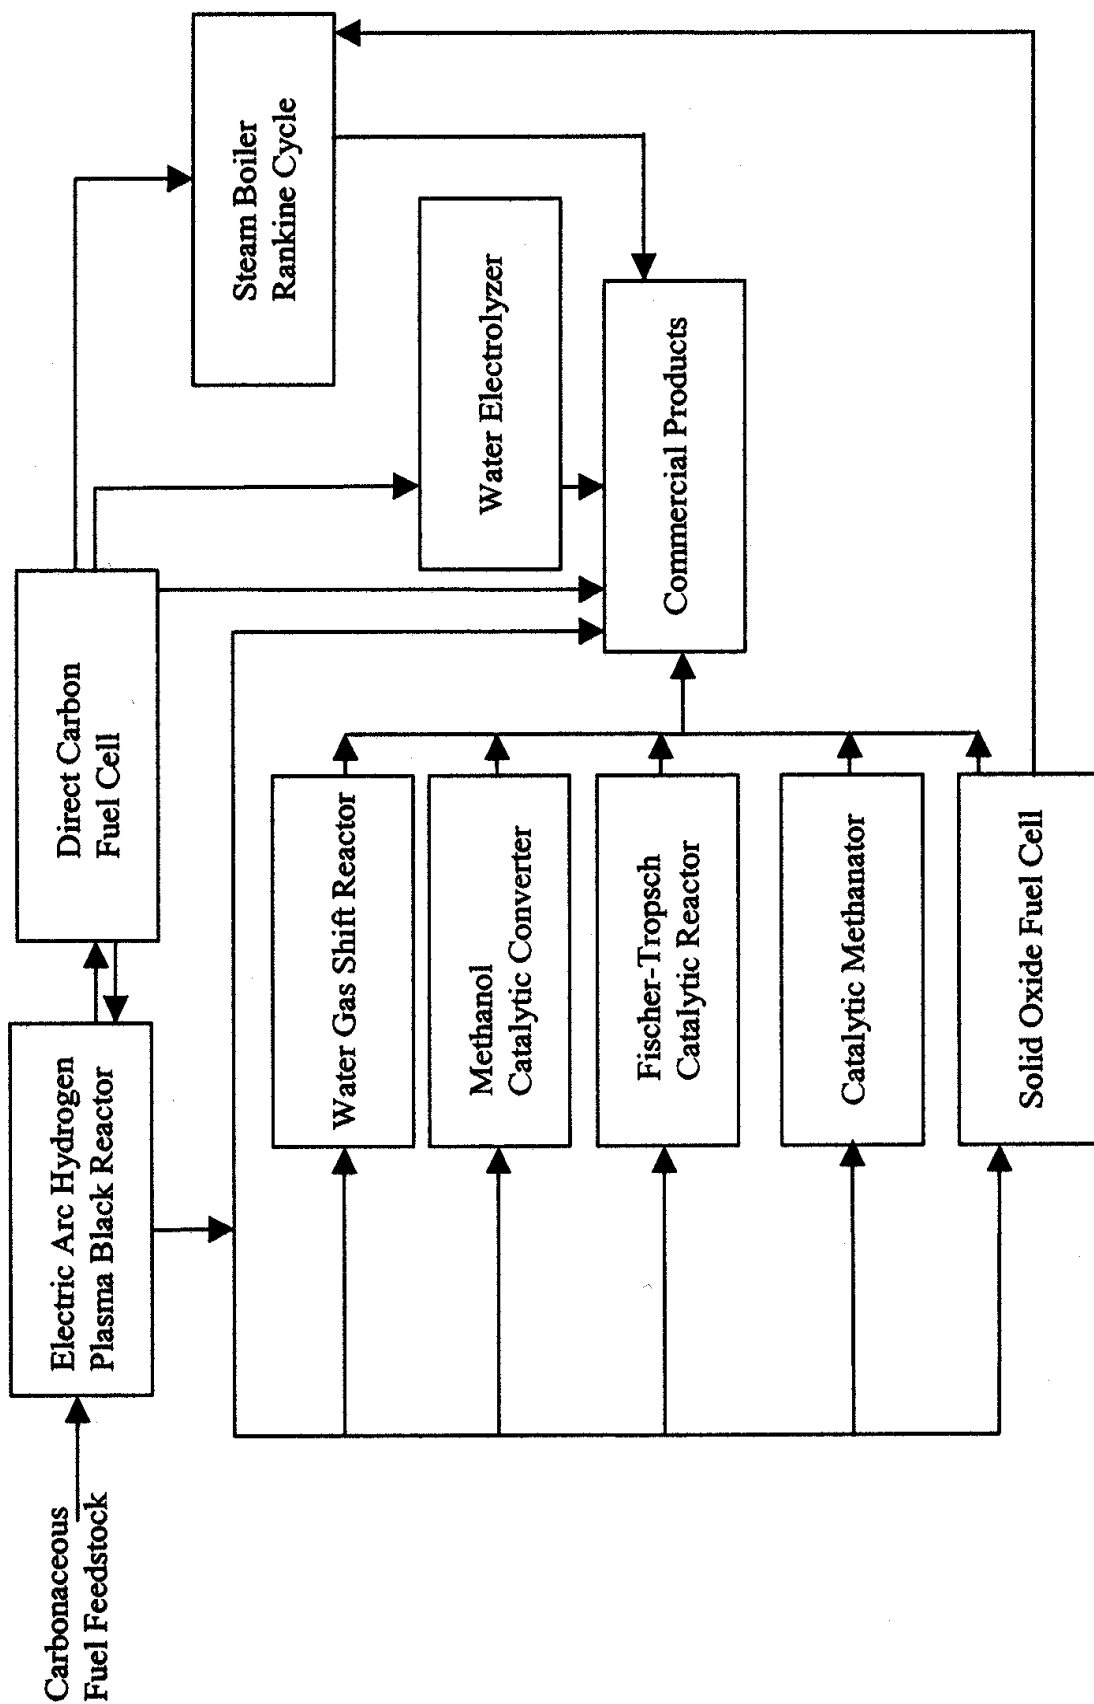 Carbonaceous
Fuel Feedstock
Electric Arc Hydrogen
Plasma Black Reactor
Direct Carbon
Fuel Cell
Steam Boiler
Rankine Cycle
Water Electrolyzer
Commercial Products
Water Gas Shift Reactor
Methanol
Catalytic Converter
Fischer-Tropsch
Catalytic Reactor
Catalytic Methanator
Solid Oxide Fuel Cell